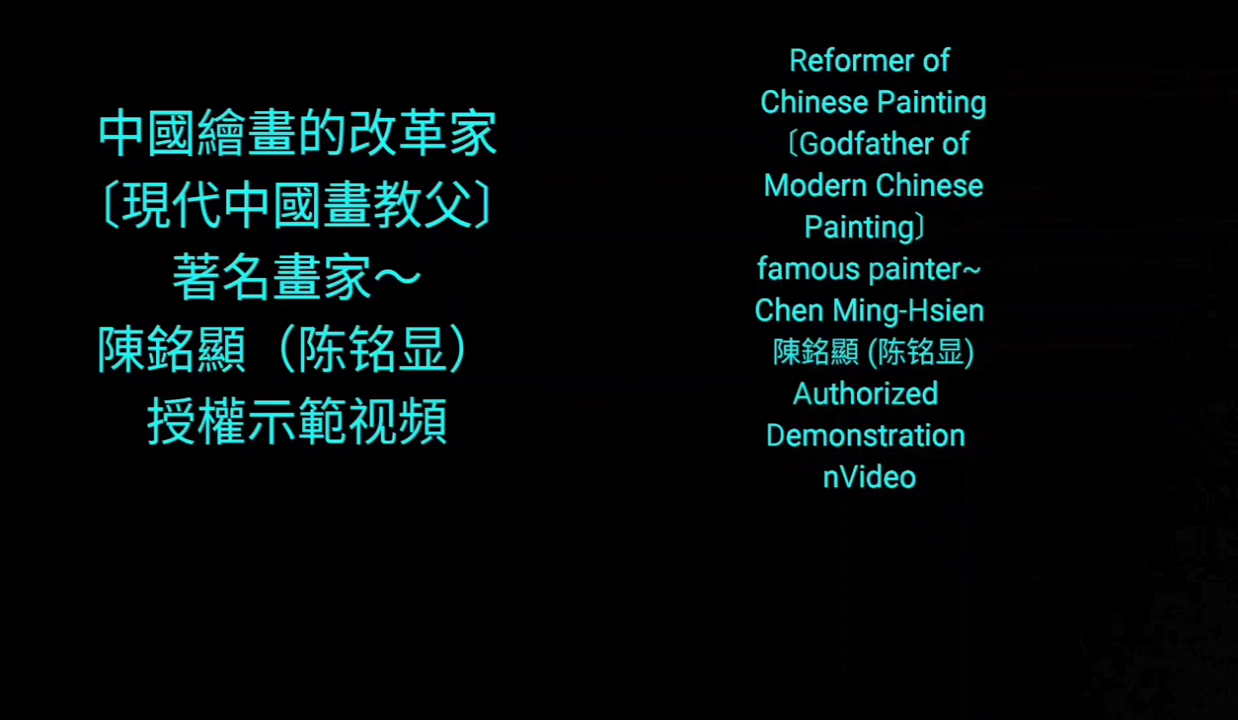 中國繪畫的改革家
〔現代中國畫教父〕
著名畫家～
陳銘顯（陈铭显）
授權示範视頻
Reformer of
Chinese Painting
〔Godfather of
Modern Chinese
Painting〕
famous painter~
Chen Ming-Hsien
陳銘顯 (陈铭显)
Authorized
Demonstration
nVideo